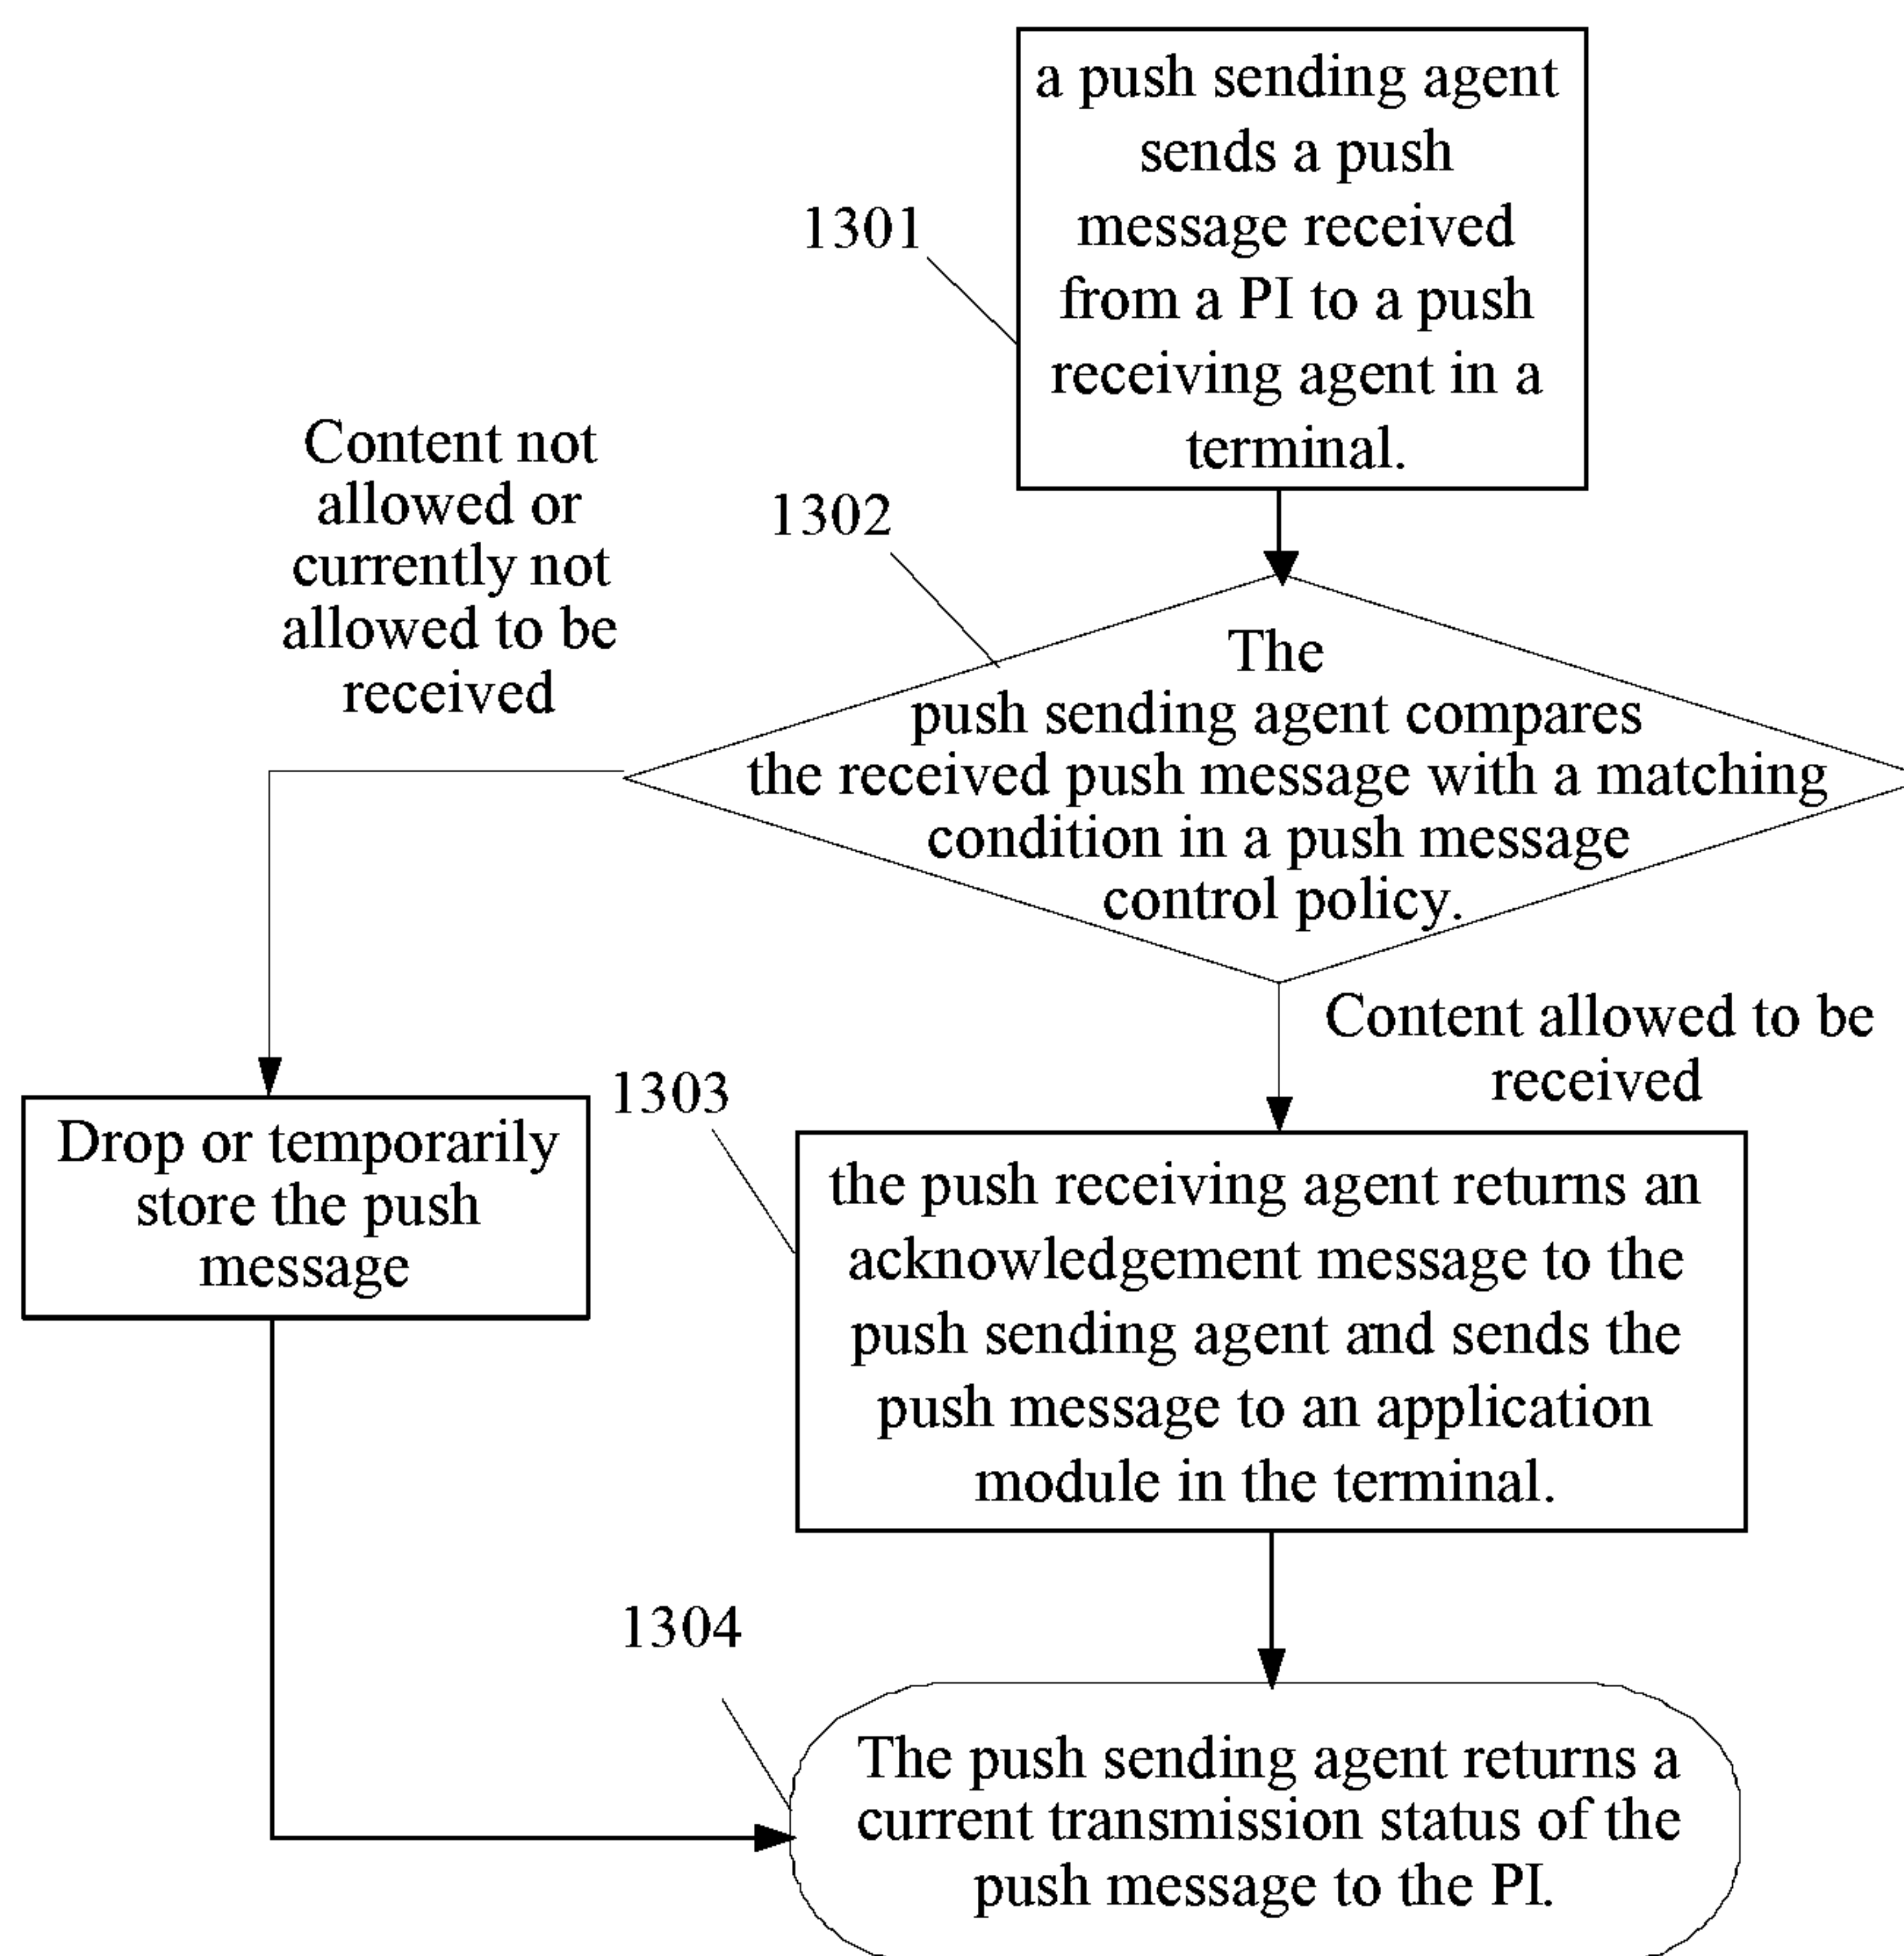 a push sending agent
sends a push
message received
from a PI to a push
receiving agent in a
terminal.
1301
Content not
allowed or
currently not
allowed to be
received
1302
The
push sending agent compares
the received push message with a matching
condition in a push message
control policy.
Content allowed to be
received
Drop or temporarily
store the push
message
1303
the push receiving agent returns an
acknowledgement message to the
push sending agent and sends the
push message to an application
module in the terminal.
1304
The push sending agent returns a
current transmission status of the
push message to the PI.